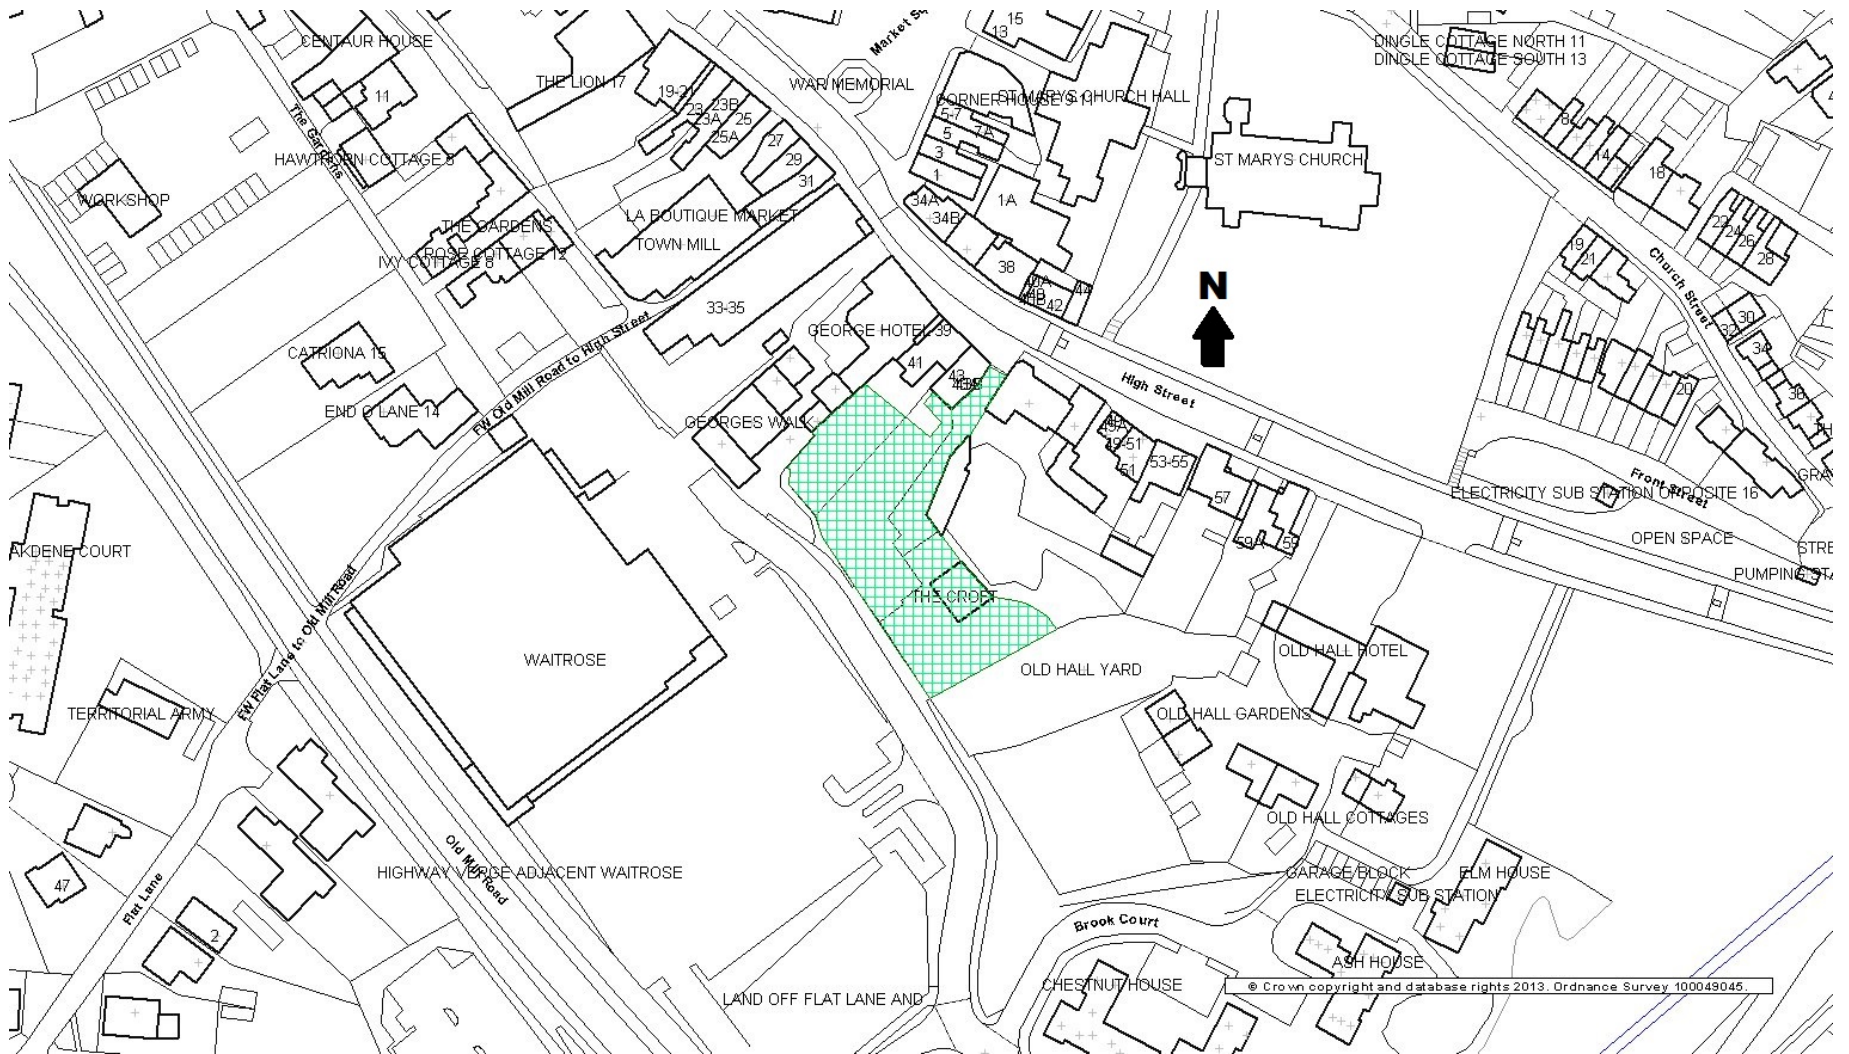 Market Sq
15
13
DINGLE COTTAGE NORTH 11
DINGLE COTTAGE SOUTH 13
CENTAUR HOUSE
THE LION 17
WAR MEMORIAL
CORNER HOUSE 9-11
ST MARYS CHURCH HALL
11
19-21
23
23B
23A
25
25A
27
29
31
5-7
7A
5
3
1
The Gardens
HAWTHORN COTTAGE 5
WORKSHOP
ST MARYS CHURCH
8
14
18
22
24
26
28
34A
34B
1A
LA BOUTIQUE MARKET
TOWN MILL
THE GARDENS
ROSE COTTAGE 12
IVY COTTAGE 8
19
21
Church Street
38
42
44
N
33-35
GEORGE HOTEL 39
41
43
30
32
34
36
20
CATRIONA 15
END O LANE 14
FW Old Mill Road to High Street
GEORGES WALK
High Street
49A
49-51
51
53-55
57
59
Front Street
ELECTRICITY SUB STATION OPPOSITE 16
OPEN SPACE
PUMPING STA
AKDENE COURT
FW Flat Lane to Old Mill Road
THE CROFT
WAITROSE
OLD HALL YARD
OLD HALL HOTEL
OLD HALL GARDENS
TERRITORIAL ARMY
OLD HALL COTTAGES
HIGHWAY VERGE ADJACENT WAITROSE
Old Mill Road
47
Flat Lane
2
GARAGE BLOCK
ELM HOUSE
ELECTRICITY SUB STATION
Brook Court
ASH HOUSE
CHESTNUT HOUSE
LAND OFF FLAT LANE AND
© Crown copyright and database rights 2013. Ordnance Survey 100049045.